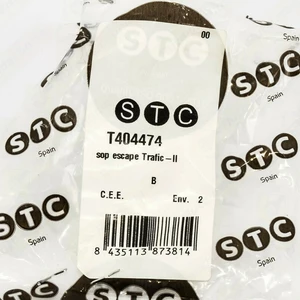 00
STC
STC
T404474
sop escape Trafic-II
B
C.E.E. Env. 2
8 435113 873814
STC
Spain
STC
Spain
STC
Spain
STC
Spain